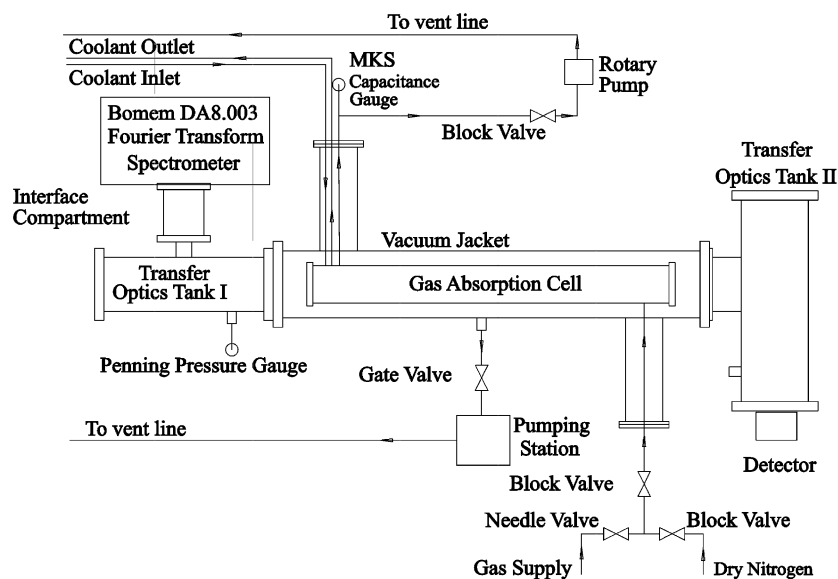 To vent line
Coolant Outlet
Coolant Inlet
MKS
Capacitance
Gauge
Rotary
Pump
Block Valve
Bomem DA8.003
Fourier Transform
Spectrometer
Transfer
Optics Tank II
Interface
Compartment
Vacuum Jacket
Transfer
Optics Tank I
Gas Absorption Cell
Penning Pressure Gauge
Gate Valve
To vent line
Pumping
Station
Detector
Block Valve
Needle Valve
Block Valve
Gas Supply
Dry Nitrogen